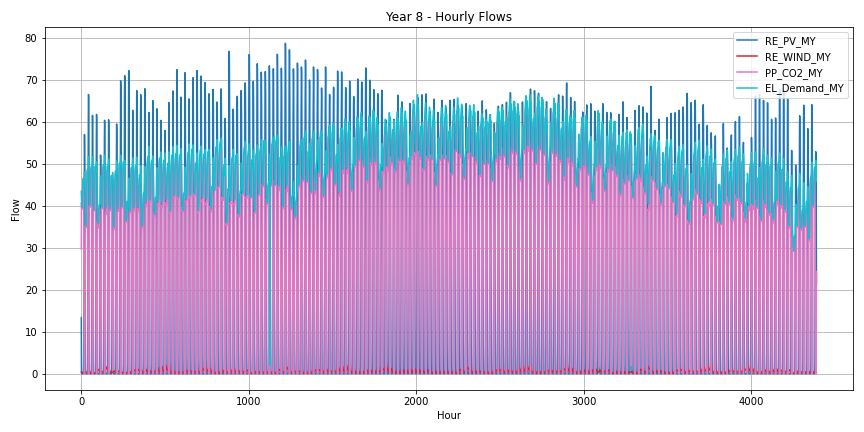 Year 8 - Hourly Flows
RE_PV_MY
RE_WIND_MY
PP_CO2_MY
EL_Demand_MY
80
70
60
50
40
30
20
10
0
Flow
0 1000 2000 3000 4000
Hour